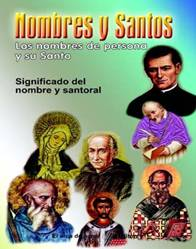 Nombres y Santos
Los nombres de persona
y su Santo
Significado del
nombre y santoral